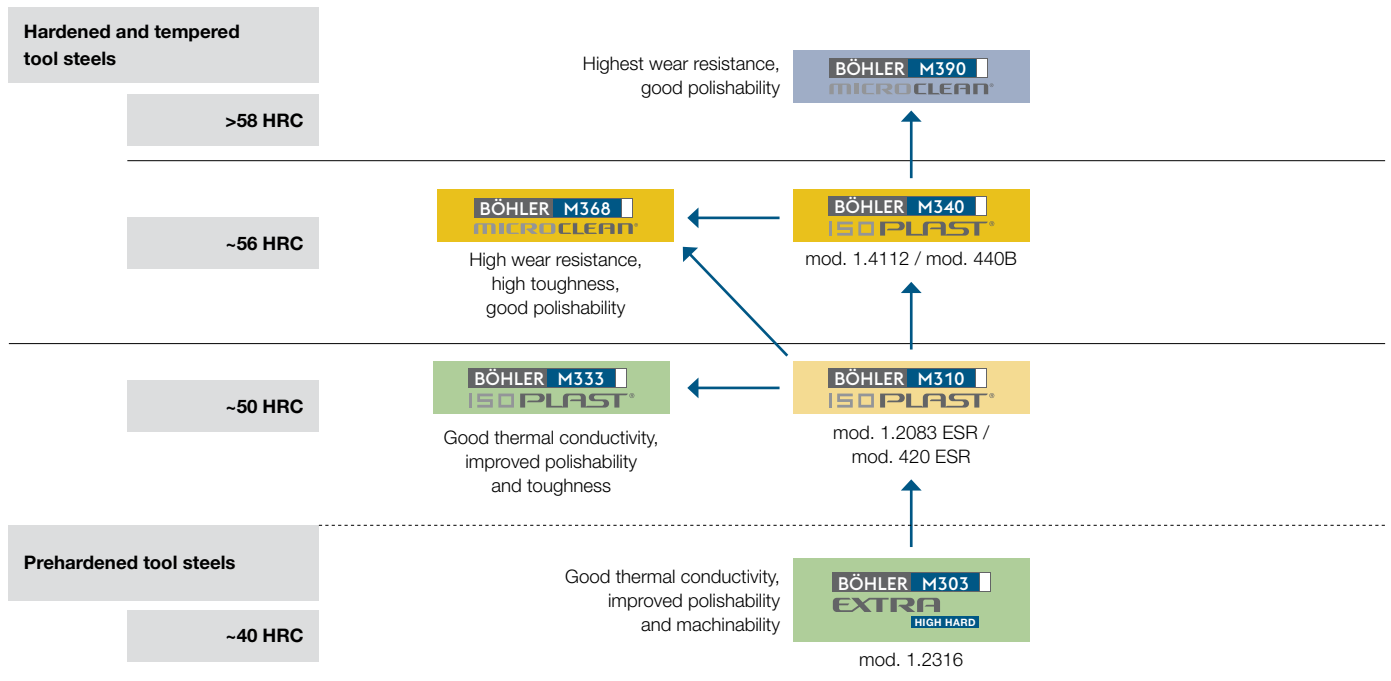 Hardened and tempered
tool steels
>58 HRC
Highest wear resistance,
good polishability
BÖHLER M390
MICROCLEAN®
~56 HRC
BÖHLER M368
MICROCLEAN®
High wear resistance,
high toughness,
good polishability
BÖHLER M340
ISOPLAST®
mod. 1.4112 / mod. 440B
~50 HRC
BÖHLER M333
ISOPLAST®
Good thermal conductivity,
improved polishability
and toughness
BÖHLER M310
ISOPLAST®
mod. 1.2083 ESR /
mod. 420 ESR
Prehardened tool steels
~40 HRC
Good thermal conductivity,
improved polishability
and machinability
BÖHLER M303
EXTRA
HIGH HARD
mod. 1.2316